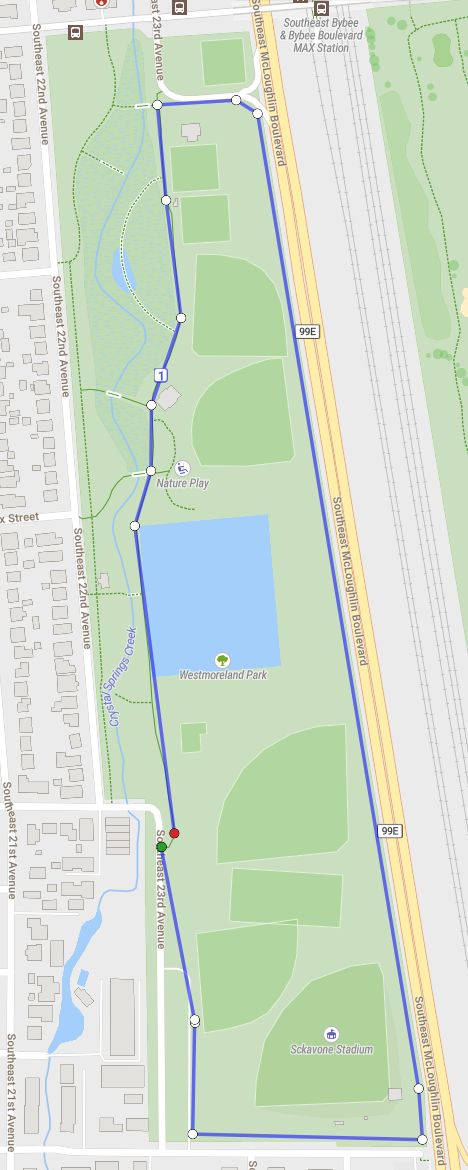 23rd Avenue
Southeast 22nd Avenue
Southeast McLoughlin Boulevard
Southeast Bybee
& Bybee Boulevard
MAX Station
Southeast 22nd Avenue
99E
1
Nature Play
x Street
Southeast 22nd Avenue
Southeast McLoughlin Boulevard
Crystal Springs Creek
Westmoreland Park
Southeast 21st Avenue
Southeast 23rd Avenue
99E
Southeast McLoughlin Boulevard
Sckavone Stadium
Southeast 21st Avenue